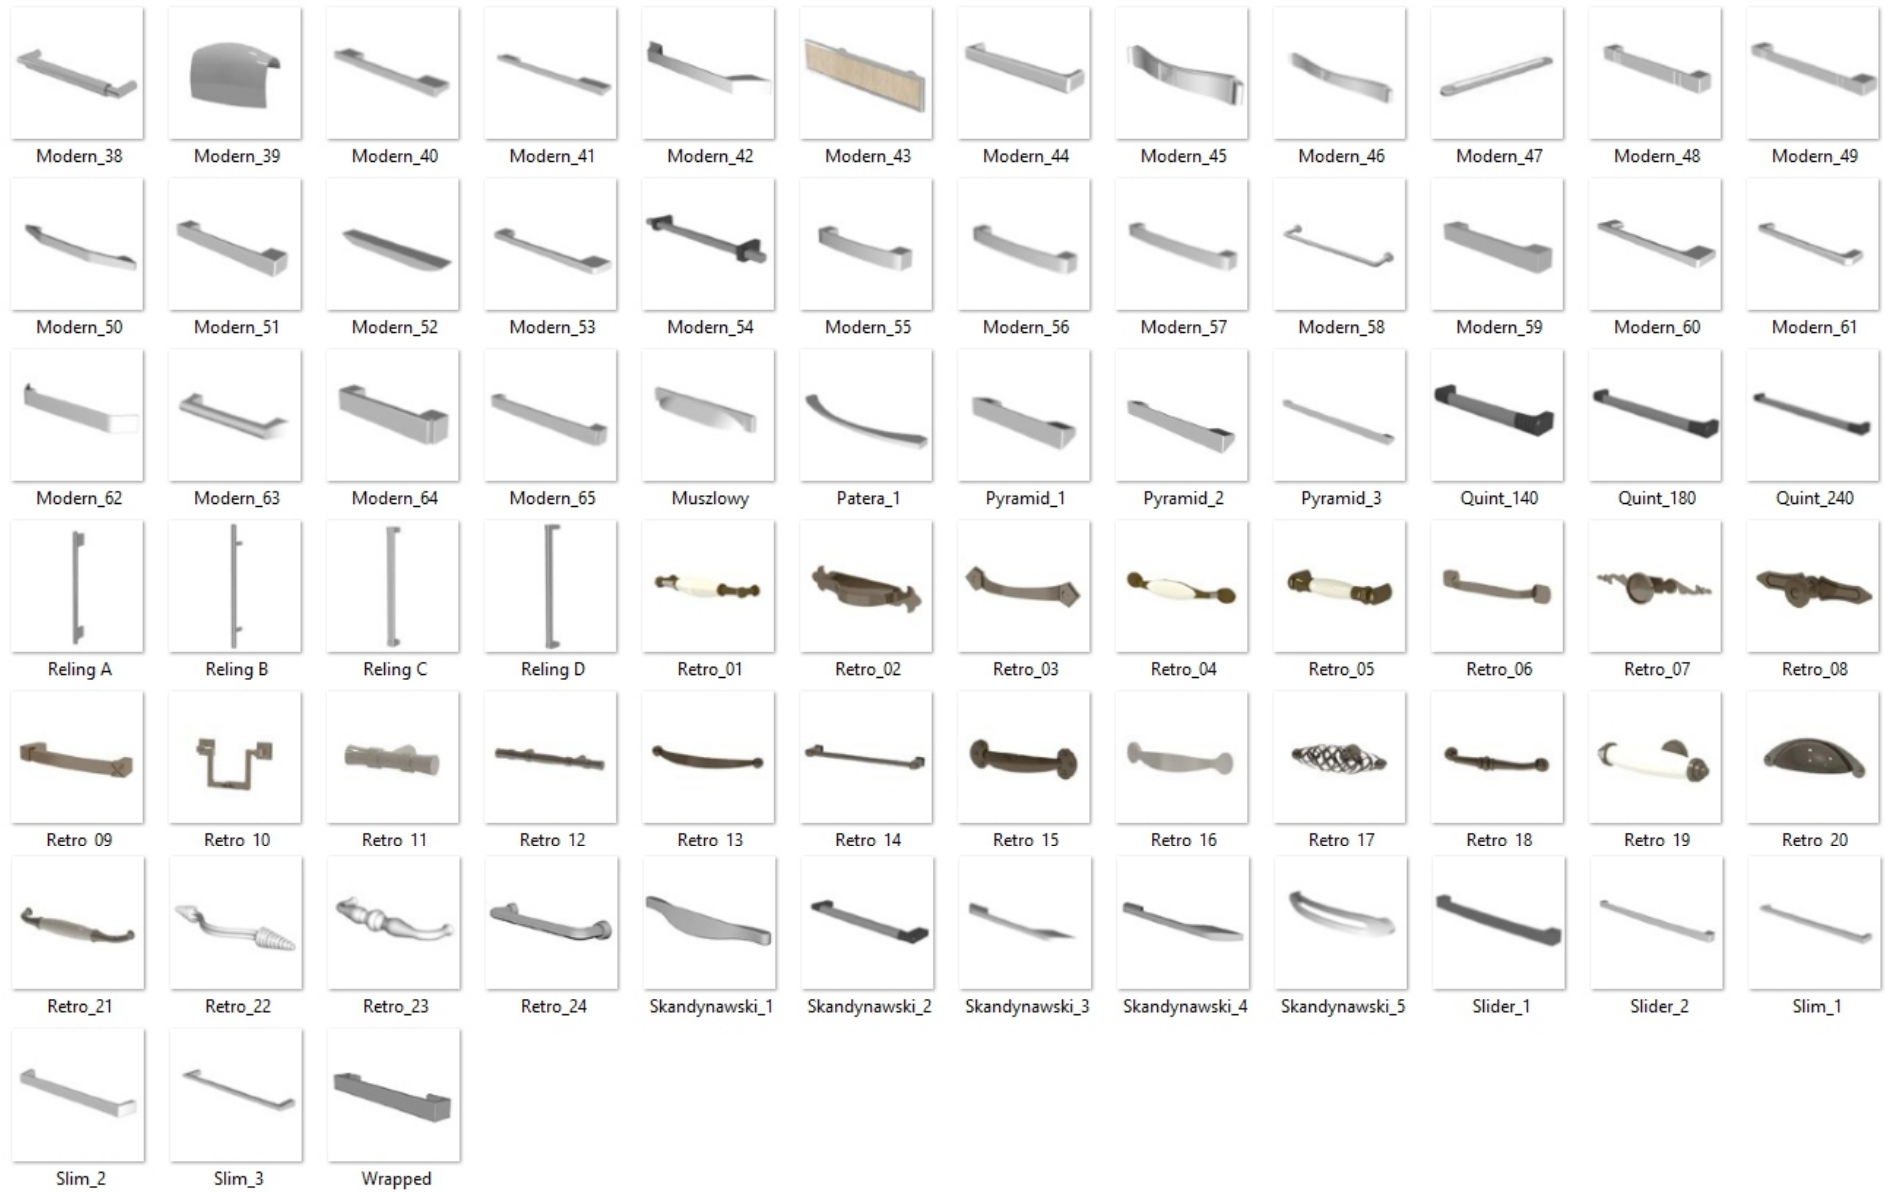 Modern_38 Modern_39 Modern_40 Modern_41 Modern_42 Modern_43 Modern_44 Modern_45 Modern_46 Modern_47 Modern_48 Modern_49
Modern_50 Modern_51 Modern_52 Modern_53 Modern_54 Modern_55 Modern_56 Modern_57 Modern_58 Modern_59 Modern_60 Modern_61
Modern_62 Modern_63 Modern_64 Modern_65 Muszlowy Patera_1 Pyramid_1 Pyramid_2 Pyramid_3 Quint_140 Quint_180 Quint_240
Reling A Reling B Reling C Reling D Retro_01 Retro_02 Retro_03 Retro_04 Retro_05 Retro_06 Retro_07 Retro_08
Retro 09 Retro 10 Retro 11 Retro 12 Retro 13 Retro 14 Retro 15 Retro 16 Retro 17 Retro 18 Retro 19 Retro 20
Retro_21 Retro_22 Retro_23 Retro_24 Skandynawski_1 Skandynawski_2 Skandynawski_3 Skandynawski_4 Skandynawski_5 Slider_1 Slider_2 Slim_1
Slim_2 Slim_3 Wrapped